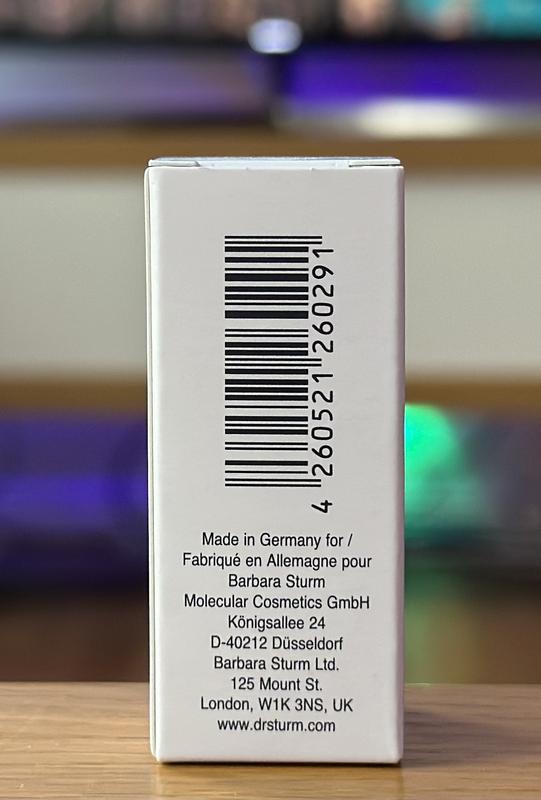 4 260521 260291
Made in Germany for /
Fabriqué en Allemagne pour
Barbara Sturm
Molecular Cosmetics GmbH
Königsallee 24
D-40212 Düsseldorf
Barbara Sturm Ltd.
125 Mount St.
London, W1K 3NS, UK
www.drsturm.com